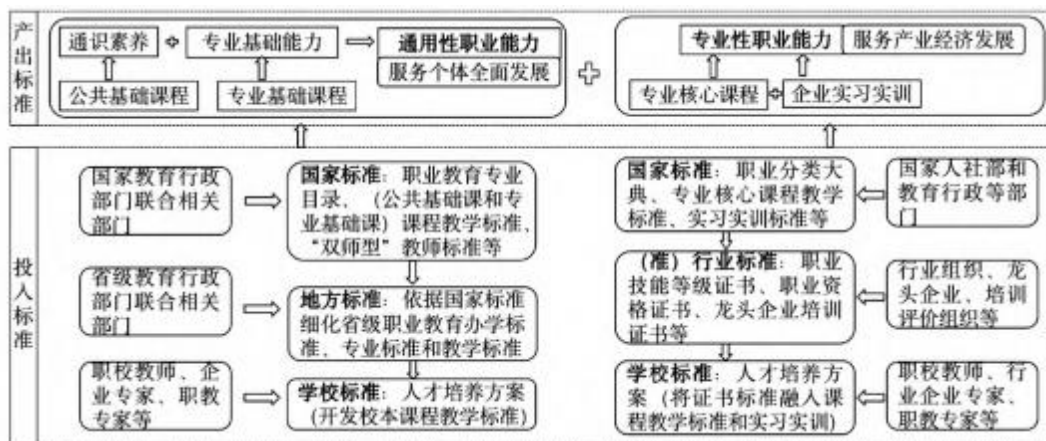 产出标准
通识素养
专业基础能力
通用性职业能力
服务个体全面发展
公共基础课程
专业基础课程
专业性职业能力
服务产业经济发展
专业核心课程
企业实习实训
投入标准
国家教育行政
部门联合相关
部门
国家标准：职业教育专业
目录、（公共基础课和专
业基础课）课程教学标准、
“双师型”教师标准等
省级教育行政
部门联合相关
部门
地方标准：依据国家标准
细化省级职业教育办学标
准、专业标准和教学标准
职校教师、企
业专家、职教
专家等
学校标准：人才培养方案
（开发校本课程教学标准）
国家标准：职业分类大
典、专业核心课程教学
标准、实习实训标准等
国家人社部和
教育行政等部
门
（准）行业标准：职业
技能等级证书、职业资
格证书、龙头企业培训
证书等
行业组织、龙
头企业、培训
评价组织等
学校标准：人才培养方
案（将证书标准融入课
程教学标准和实习实训）
职校教师、行
业企业专家、
职教专家等